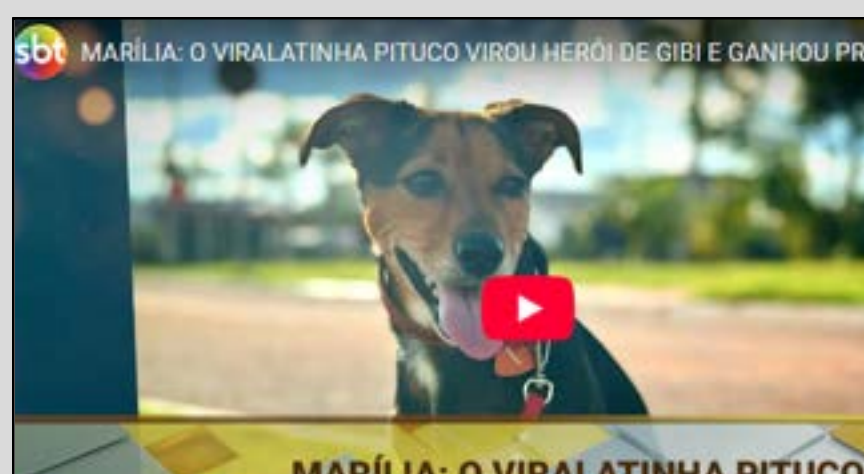 sbt MARÍLIA: O VIRALATINHA PITUCO VIROU HERÓI DE GIBI E GANHOU PR
MARÍLIA: O VIRALATINHA PITUCO